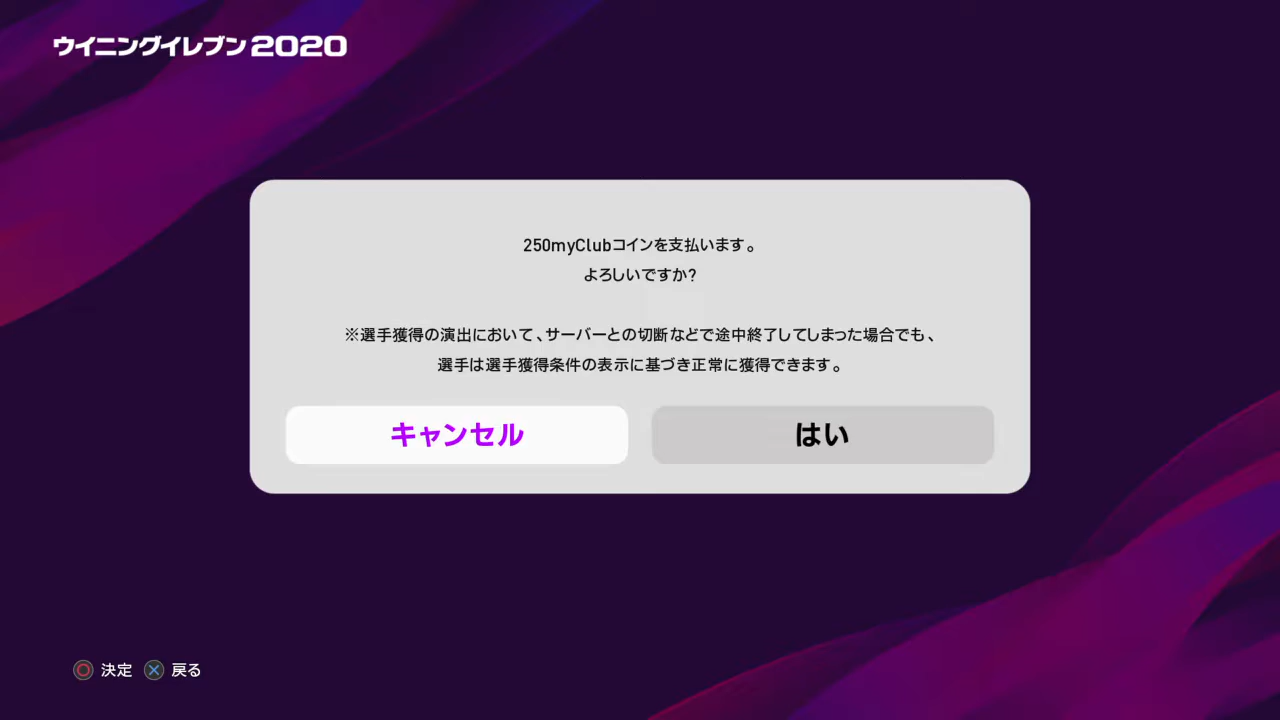 ウイニングイレブン2020
250myClubコインを支払います。
よろしいですか?
※選手獲得の演出において、サーバーとの切断などで途中終了してしまった場合でも、
選手は選手獲得条件の表示に基づき正常に獲得できます。
キャンセル
はい
決定 戻る